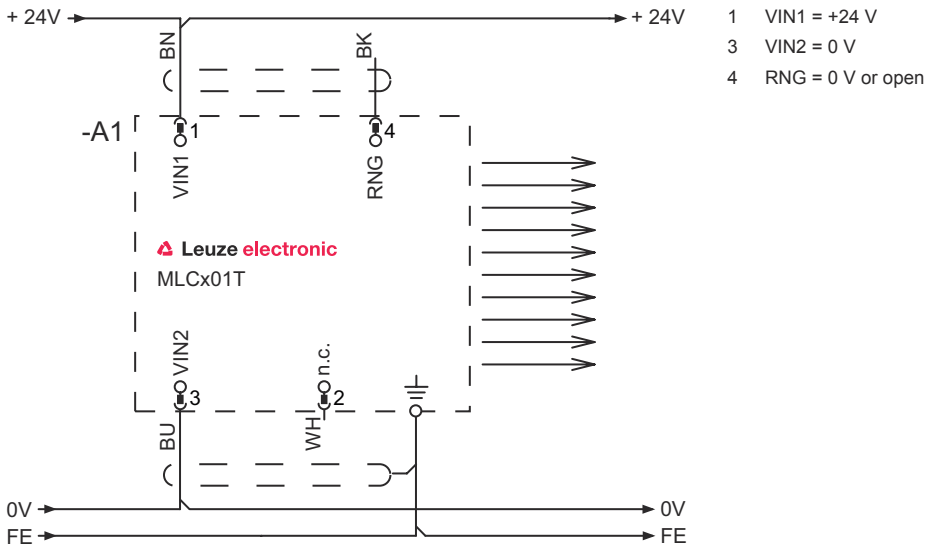 + 24V
+ 24V
1 VIN1 = +24 V
3 VIN2 = 0 V
4 RNG = 0 V or open
BN
BK
-A1
1
4
VIN1
RNG
Leuze electronic
MLCx01T
VIN2
n.c.
3
2
BU
WH
0V
0V
FE
FE